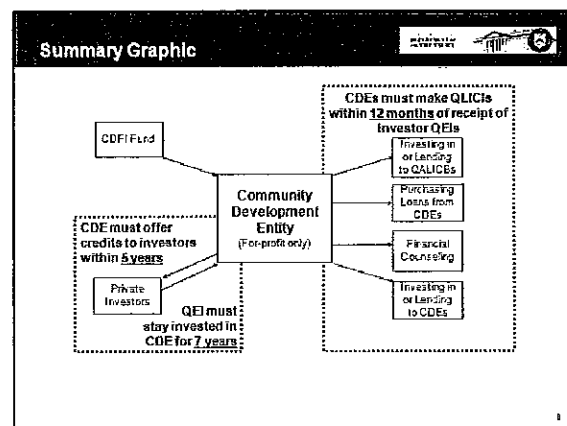 Summary Graphic
CDFI Fund
Community
Development
Entity
(For-profit only)
CDE must offer
credits to investors
within 5 years
Private
Investors
QEI must
stay invested in
CDE for 7 years
CDEs must make QLICIs
within 12 months of receipt of
Investor QEIs
Investing in
or Lending
to QALICBs
Purchasing
Loans from
CDEs
Financial
Counseling
Investing in
or Lending
to CDEs